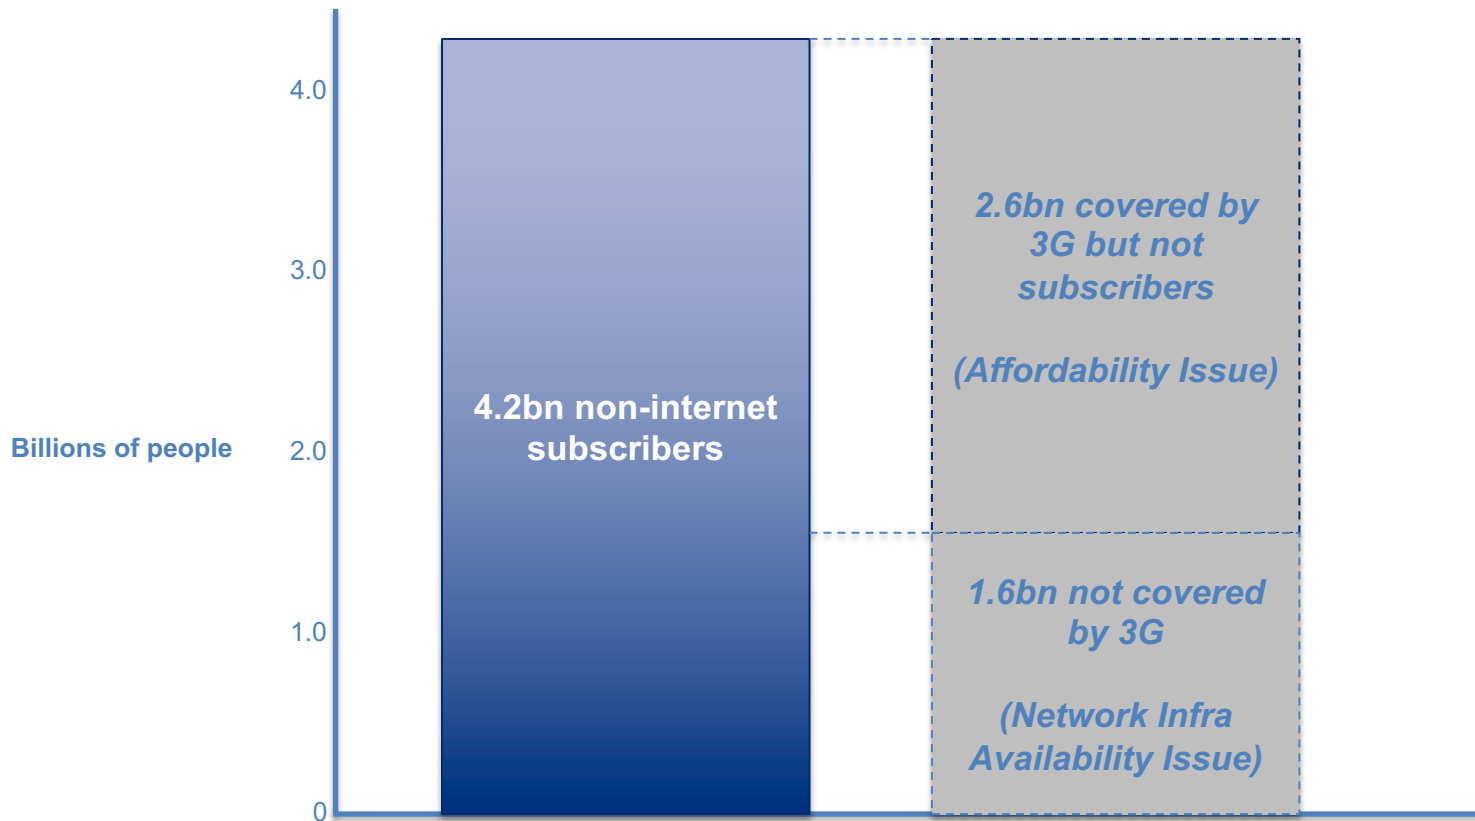 Billions of people
4.0
3.0
2.0
1.0
0
4.2bn non-internet
subscribers
2.6bn covered by
3G but not
subscribers
(Affordability Issue)
1.6bn not covered
by 3G
(Network Infra
Availability Issue)